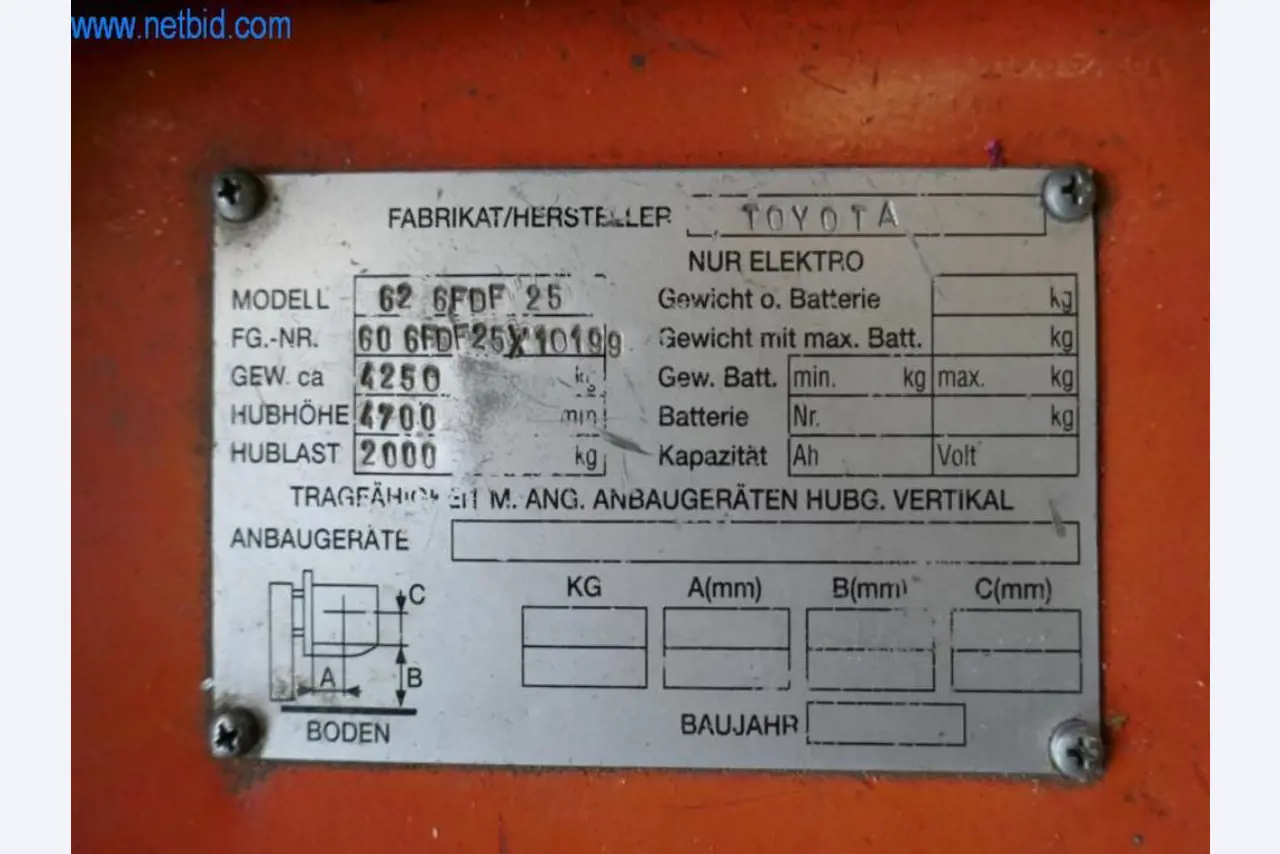 www.netbid.com
FABRIKAT/HERSTELLER TOYOTA
NUR ELEKTRO
MODELL 62 6FDF 25 Gewicht o. Batterie kg
FG.-NR. 60 6FDF25X10199 Gewicht mit max. Batt. kg
GEW. ca 4250 kg Gew. Batt. min. kg max. kg
HUBHÖHE 4700 mm Batterie Nr. kg
HUBLAST 2000 kg Kapazität Ah Volt
TRAGFÄHIGKEIT M. ANG. ANBAUGERÄTEN HUBG. VERTIKAL
ANBAUGERÄTE
KG A(mm) B(mm) C(mm)
C
A B
BODEN
BAUJAHR